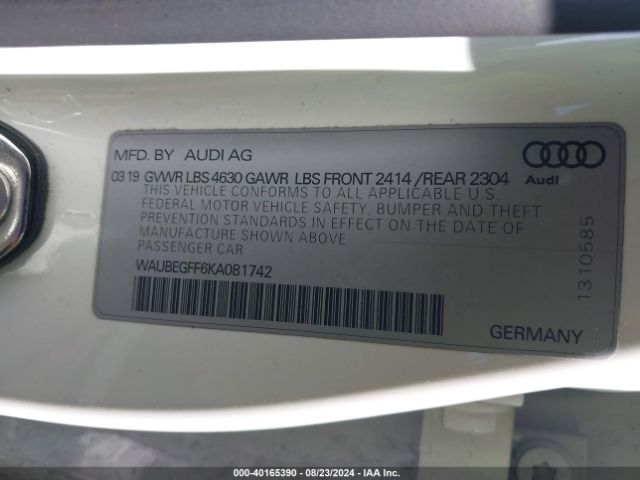 MFD. BY AUDI AG
03 19 GVWR LBS 4630 GAWR LBS FRONT 2414 /REAR 2304
THIS VEHICLE CONFORMS TO ALL APPLICABLE U.S.
FEDERAL MOTOR VEHICLE SAFETY, BUMPER AND THEFT
PREVENTION STANDARDS IN EFFECT ON THE DATE OF
MANUFACTURE SHOWN ABOVE
PASSENGER CAR
WAUBEGFF6KA081742
Audi
1310585
GERMANY
000-40165390 - 08/23/2024 - IAA Inc.